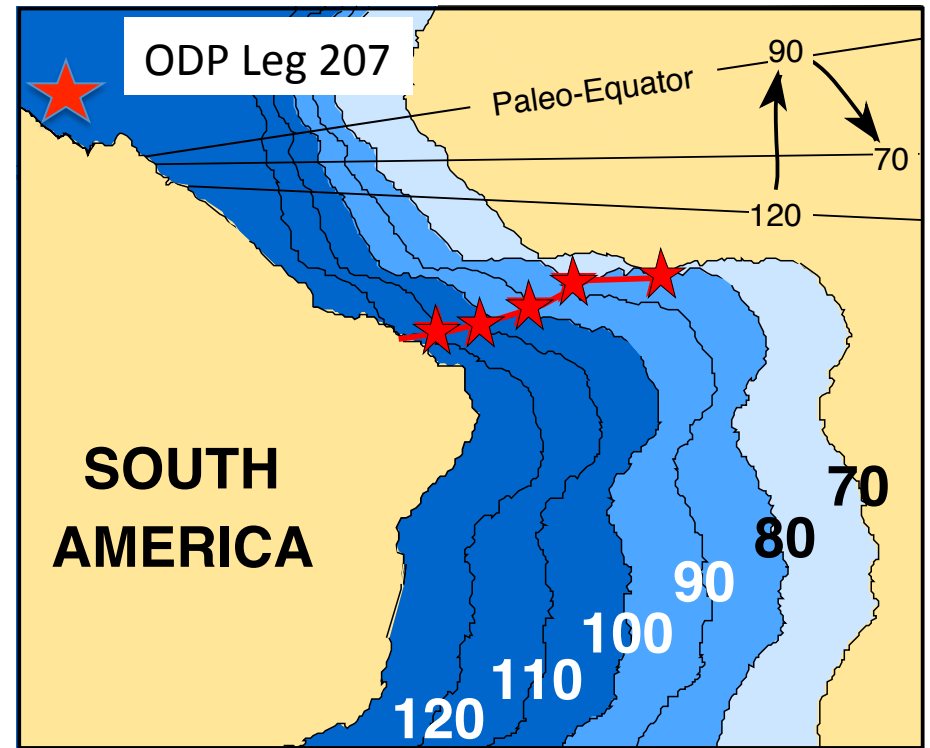 ODP Leg 207
90
Paleo-Equator
70
120
SOUTH
AMERICA
70
80
90
100
110
120